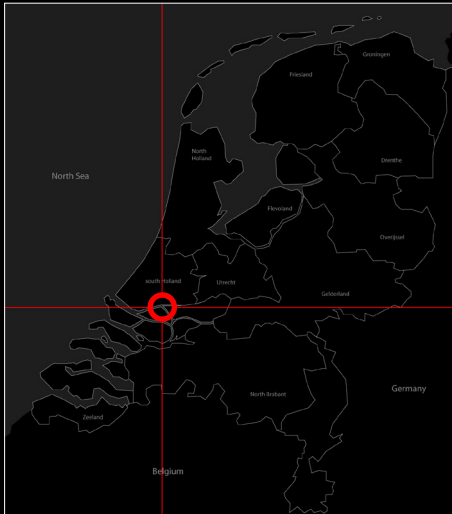 Groningen
Friesland
North
Holland
Drenthe
North Sea
Flevoland
Overijssel
south Holland
Utrecht
Gelderland
Germany
North Brabant
Zeeland
Belgium